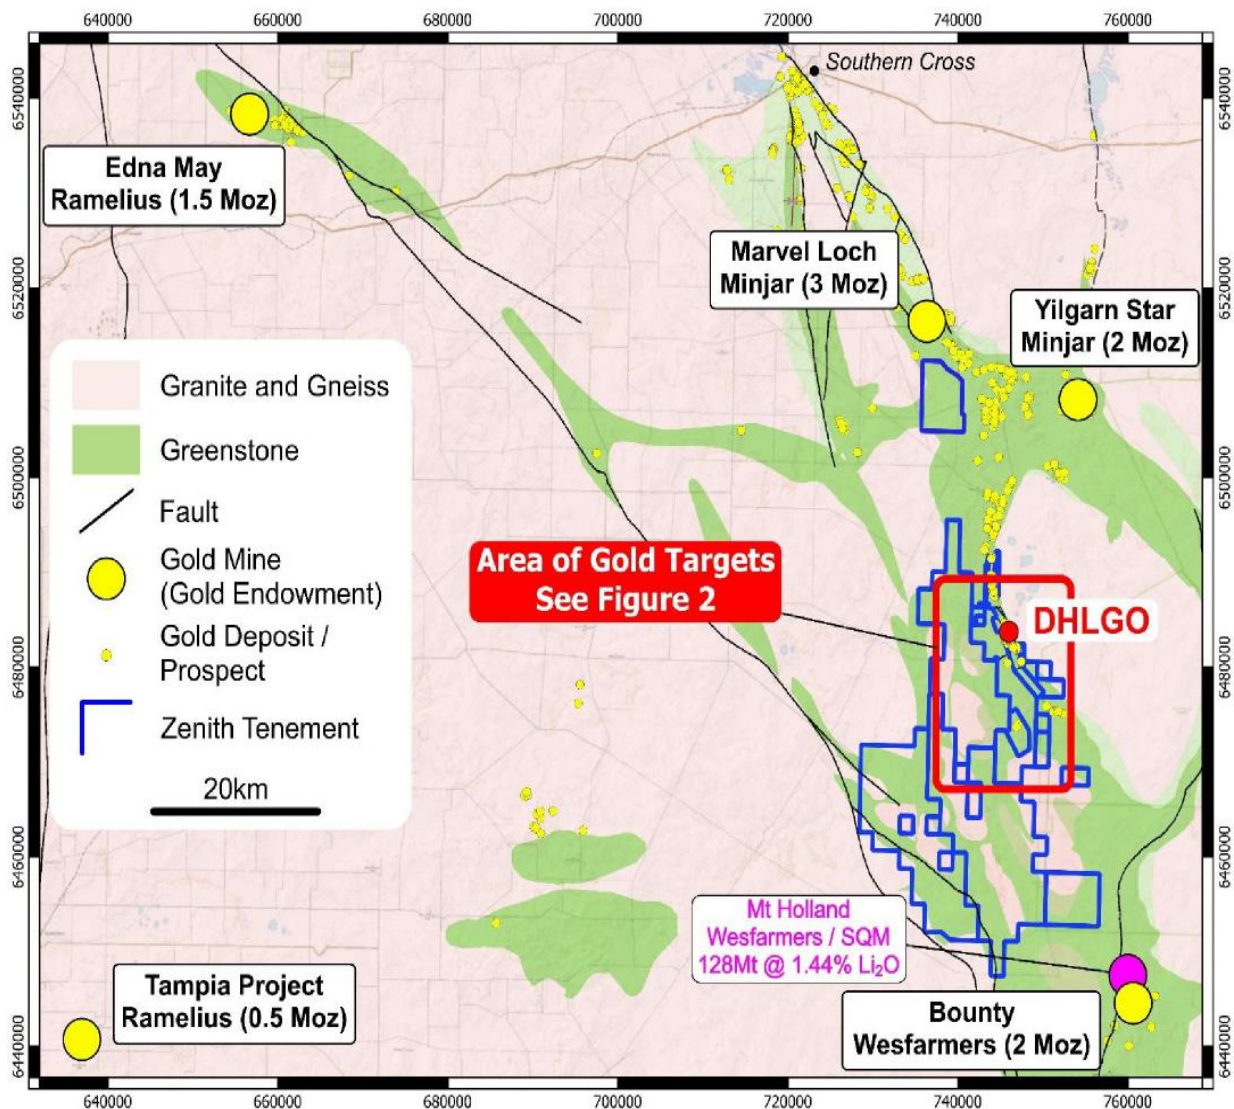 640000 660000 680000 700000 720000 740000 760000
6540000
6520000
6500000
6480000
6460000
6440000
Southern Cross
6540000
6520000
6500000
6480000
6460000
6440000
Edna May
Ramelius (1.5 Moz)
Marvel Loch
Minjar (3 Moz)
Yilgarn Star
Minjar (2 Moz)
Granite and Gneiss
Greenstone
Fault
Gold Mine
(Gold Endowment)
Gold Deposit /
Prospect
Zenith Tenement
20km
Area of Gold Targets
See Figure 2
DHLGO
Mt Holland
Wesfarmers / SQM
128Mt @ 1.44% Li₂O
Tampia Project
Ramelius (0.5 Moz)
Bounty
Wesfarmers (2 Moz)
640000 660000 680000 700000 720000 740000 760000